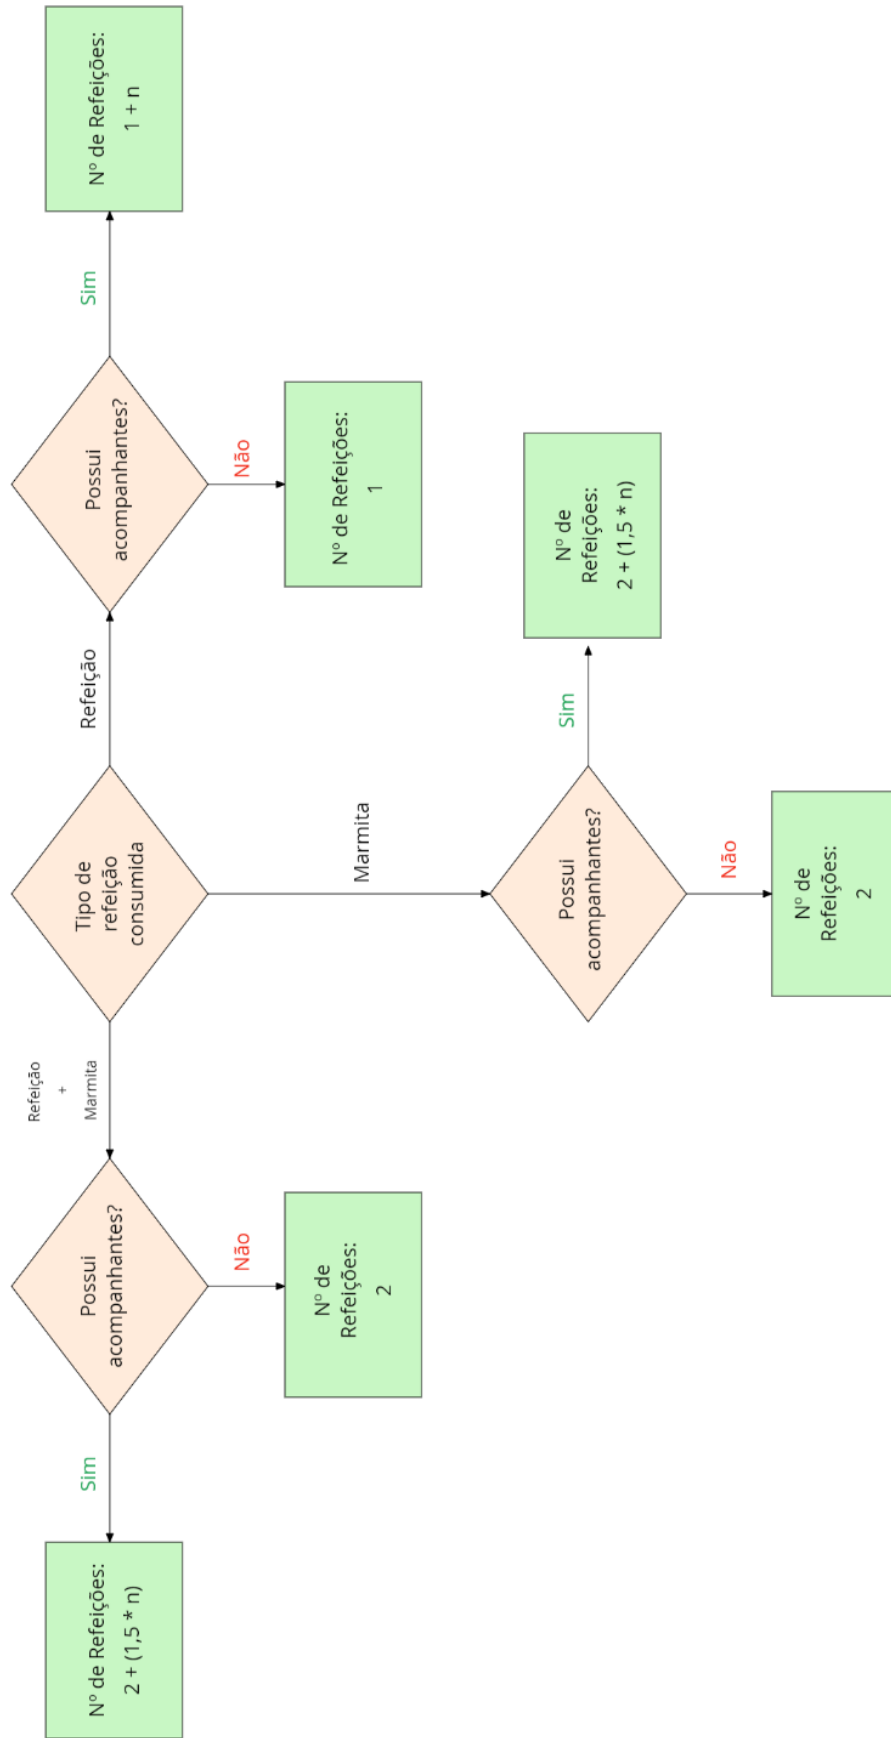 Tipo de
refeição
consumida
Refeição
+
Marmita
Possui
acompanhantes?
Sim
Nº de Refeições:
2 + (1,5 * n)
Não
Nº de
Refeições:
2
Marmita
Possui
acompanhantes?
Sim
Nº de
Refeições:
2 + (1,5 * n)
Não
Nº de
Refeições:
2
Refeição
Possui
acompanhantes?
Sim
Nº de Refeições:
1 + n
Não
Nº de Refeições:
1